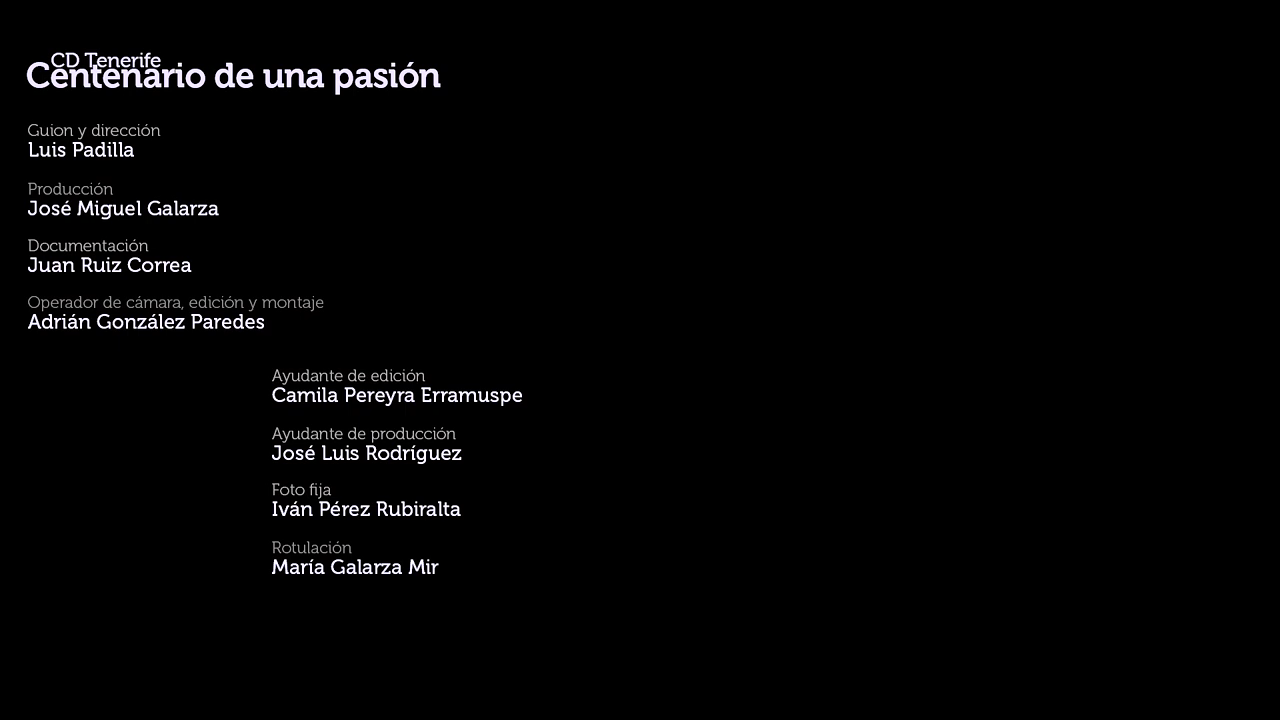 CD Tenerife
Centenario de una pasión
Guion y dirección
Luis Padilla
Producción
José Miguel Galarza
Documentación
Juan Ruiz Correa
Operador de cámara, edición y montaje
Adrián González Paredes
Ayudante de edición
Camila Pereyra Erramuspe
Ayudante de producción
José Luis Rodríguez
Foto fija
Iván Pérez Rubiralta
Rotulación
María Galarza Mir